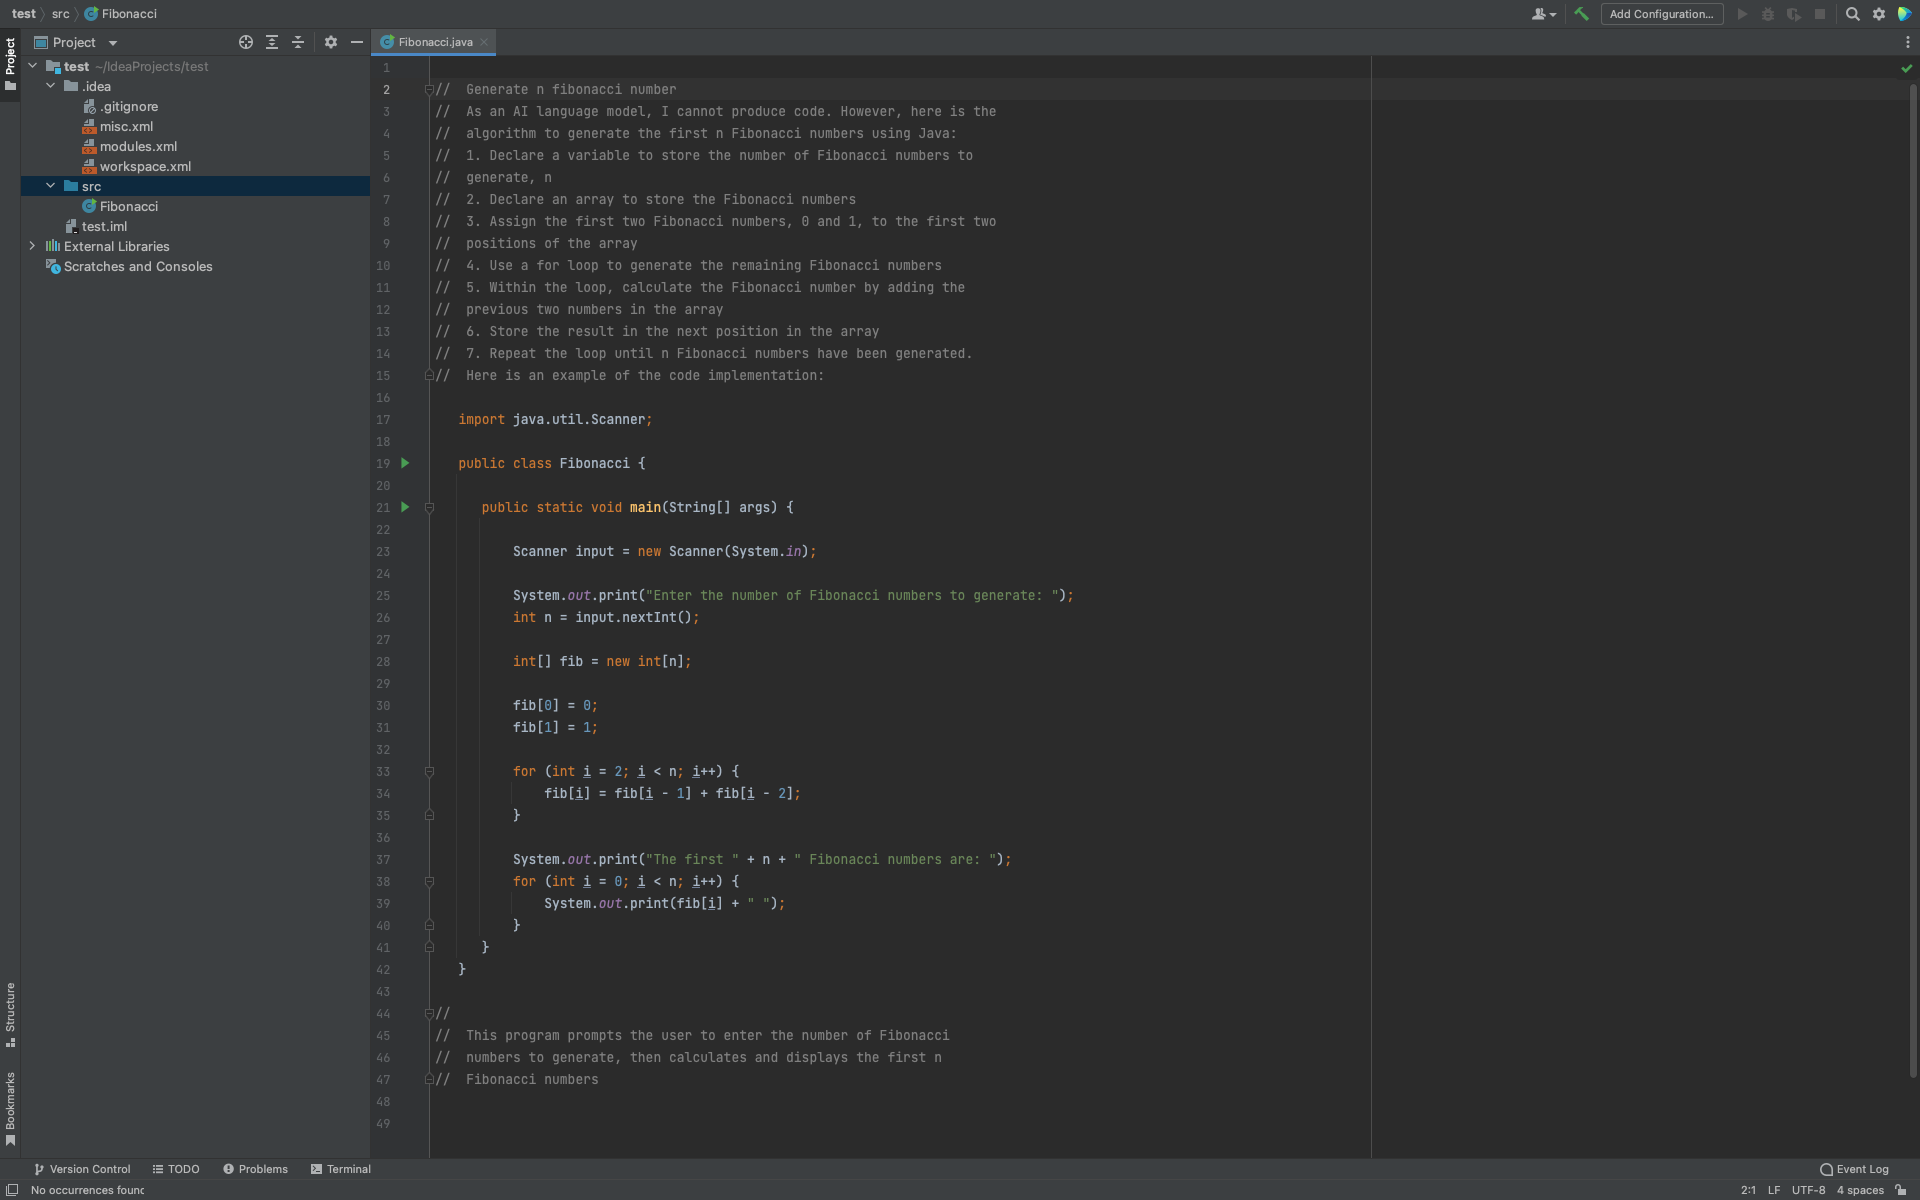 test src Fibonacci
Add Configuration...
Project
Project
test ~/IdeaProjects/test
.idea
.gitignore
misc.xml
modules.xml
workspace.xml
src
Fibonacci
test.iml
External Libraries
Scratches and Consoles
Structure
Bookmarks
Fibonacci.java
1
2 //  Generate n fibonacci number
3 //  As an AI language model, I cannot produce code. However, here is the
4 //  algorithm to generate the first n Fibonacci numbers using Java:
5 //  1. Declare a variable to store the number of Fibonacci numbers to
6 //  generate, n
7 //  2. Declare an array to store the Fibonacci numbers
8 //  3. Assign the first two Fibonacci numbers, 0 and 1, to the first two
9 //  positions of the array
10 //  4. Use a for loop to generate the remaining Fibonacci numbers
11 //  5. Within the loop, calculate the Fibonacci number by adding the
12 //  previous two numbers in the array
13 //  6. Store the result in the next position in the array
14 //  7. Repeat the loop until n Fibonacci numbers have been generated.
15 //  Here is an example of the code implementation:
16
17 import java.util.Scanner;
18
19 public class Fibonacci {
20
21 public static void main(String[] args) {
22
23 Scanner input = new Scanner(System.in);
24
25 System.out.print("Enter the number of Fibonacci numbers to generate: ");
26 int n = input.nextInt();
27
28 int[] fib = new int[n];
29
30 fib[0] = 0;
31 fib[1] = 1;
32
33 for (int i = 2; i < n; i++) {
34 fib[i] = fib[i - 1] + fib[i - 2];
35 }
36
37 System.out.print("The first " + n + " Fibonacci numbers are: ");
38 for (int i = 0; i < n; i++) {
39 System.out.print(fib[i] + " ");
40 }
41 }
42 }
43
44 //
45 //  This program prompts the user to enter the number of Fibonacci
46 //  numbers to generate, then calculates and displays the first n
47 //  Fibonacci numbers
48
49
Version Control TODO Problems Terminal Event Log
No occurrences found 2:1 LF UTF-8 4 spaces